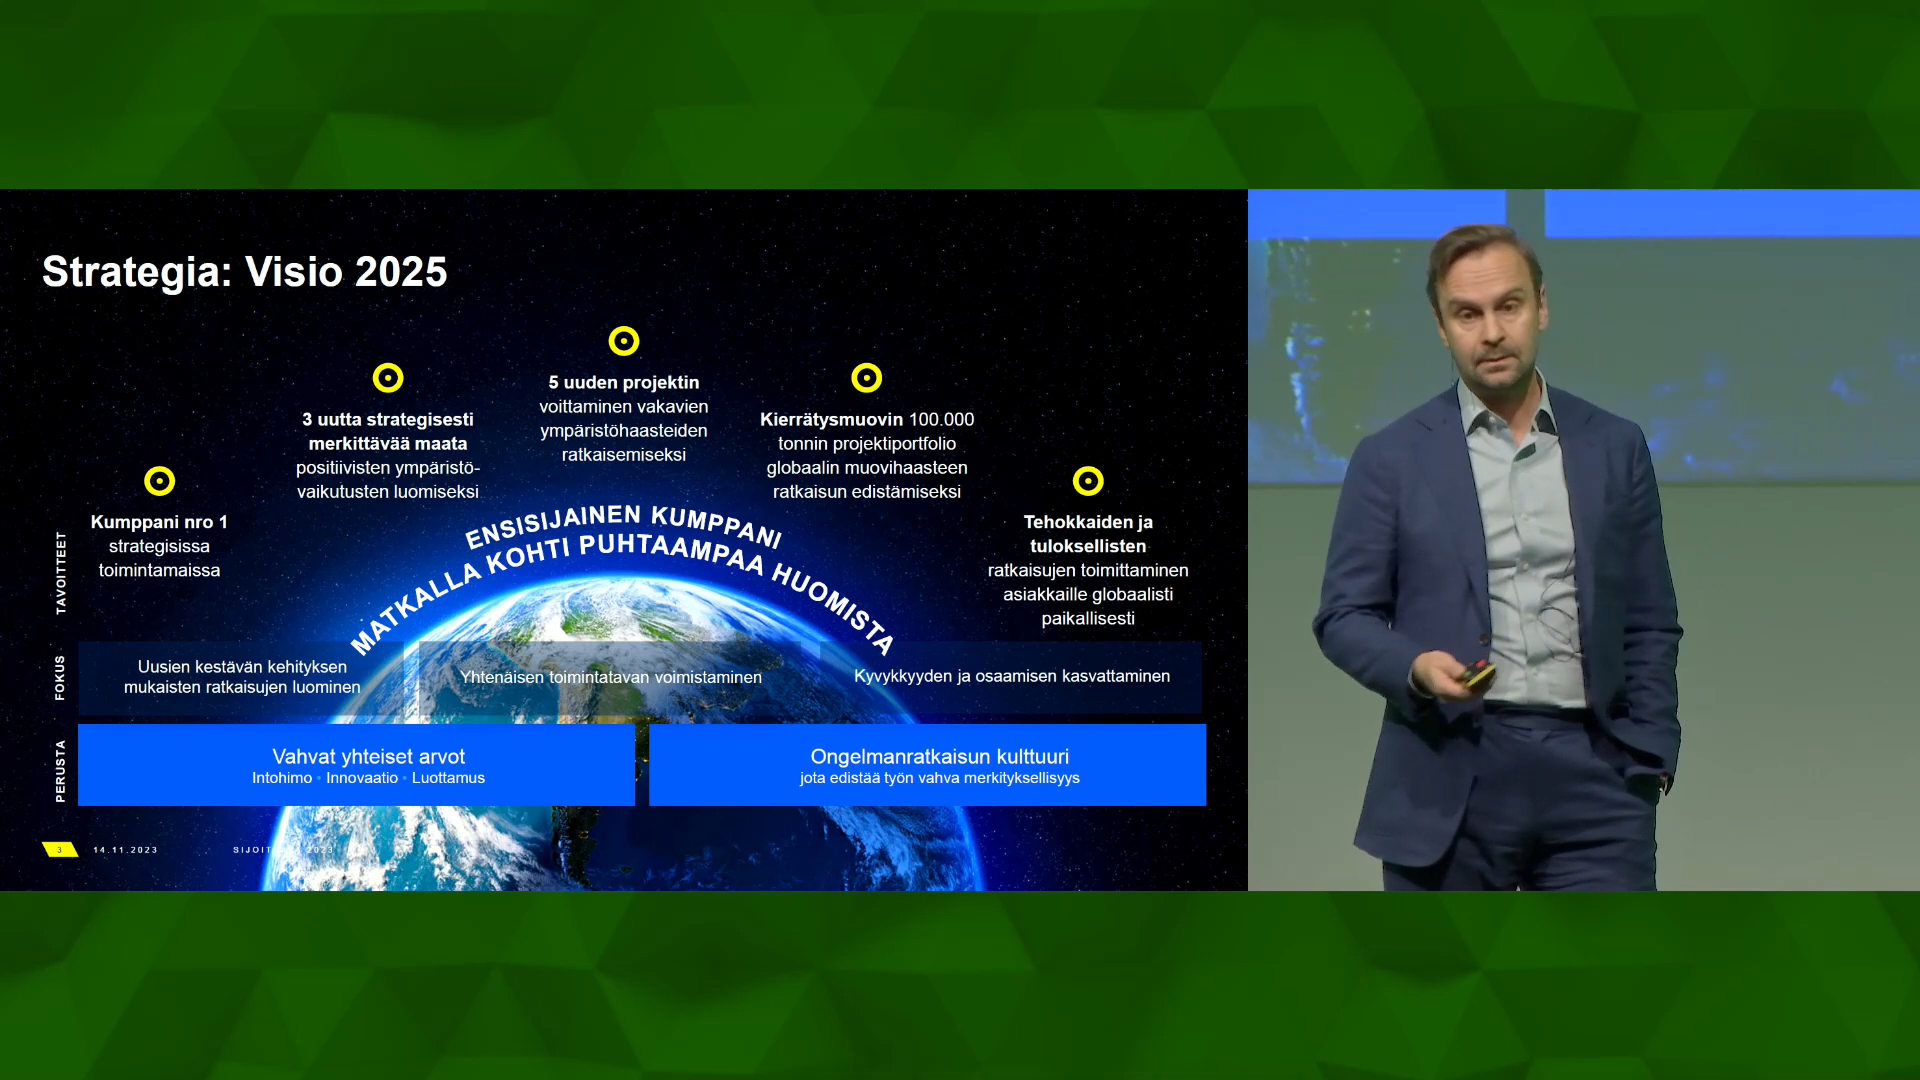 Strategia: Visio 2025
5 uuden projektin
voittaminen vakavien
ympäristöhaasteiden
ratkaisemiseksi
3 uutta strategisesti
merkittävää maata
positiivisten ympäristö-
vaikutusten luomiseksi
Kierrätysmuovin 100.000
tonnin projektiportfolio
globaalin muovihaasteen
ratkaisun edistämiseksi
Kumppani nro 1
strategisissa
toimintamaissa
Tehokkaiden ja
tuloksellisten
ratkaisujen toimittaminen
asiakkaille globaalisti
paikallisesti
ENSISIJAINEN KUMPPANI
MATKALLA KOHTI PUHTAAMPAA HUOMISTA
TAVOITTEET
FOKUS
Uusien kestävän kehityksen
mukaisten ratkaisujen luominen
Yhtenäisen toimintatavan voimistaminen
Kyvykkyyden ja osaamisen kasvattaminen
PERUSTA
Vahvat yhteiset arvot
Intohimo • Innovaatio • Luottamus
Ongelmanratkaisun kulttuuri
jota edistää työn vahva merkityksellisyys
3 14.11.2023 2023